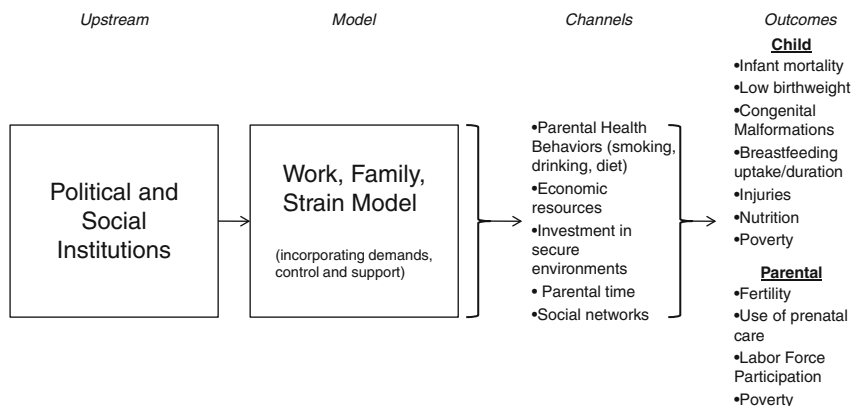 Upstream
Model
Channels
Outcomes
Political and
Social
Institutions
Work, Family,
Strain Model
(incorporating demands,
control and support)
•Parental Health
Behaviors (smoking,
drinking, diet)
•Economic
resources
•Investment in
secure
environments
• Parental time
•Social networks
Child
•Infant mortality
•Low birthweight
•Congenital
Malformations
•Breastfeeding
uptake/duration
•Injuries
•Nutrition
•Poverty
Parental
•Fertility
•Use of prenatal
care
•Labor Force
Participation
•Poverty